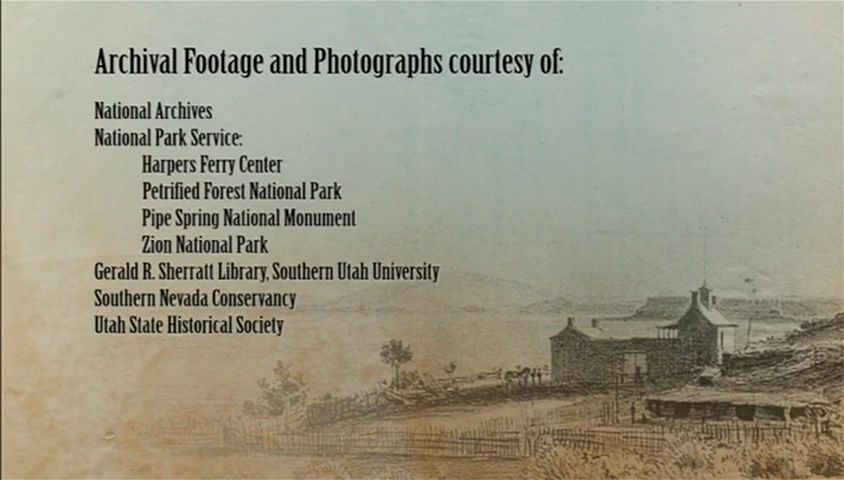 Archival Footage and Photographs courtesy of:
National Archives
National Park Service:
Harpers Ferry Center
Petrified Forest National Park
Pipe Spring National Monument
Zion National Park
Gerald R. Sherratt Library, Southern Utah University
Southern Nevada Conservancy
Utah State Historical Society